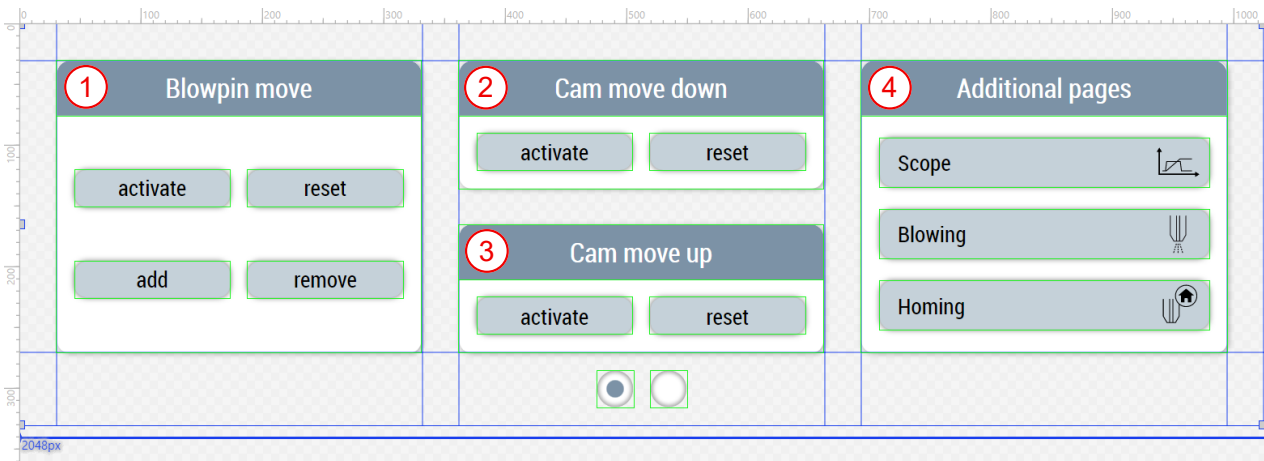 0 100 200 300 400 500 600 700 800 900 1000
0
100
200
300
1 Blowpin move
activate reset
add remove
2 Cam move down
activate reset
3 Cam move up
activate reset
4 Additional pages
Scope
Blowing
Homing
2048px